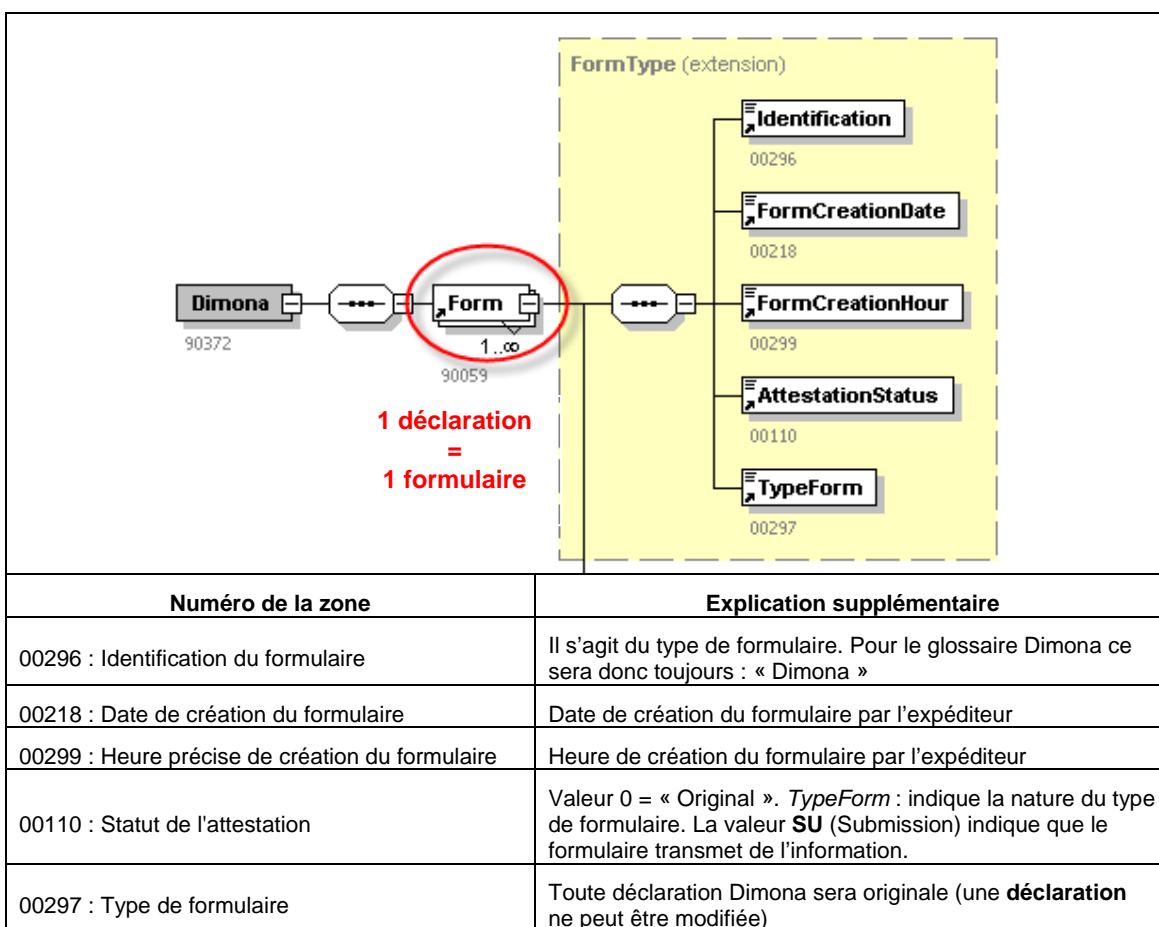 FormType (extension)
Identification
00296
FormCreationDate
00218
Dimona
90372
Form
1..∞
90059
FormCreationHour
00299
1 déclaration
=
1 formulaire
AttestationStatus
00110
TypeForm
00297
Numéro de la zone
Explication supplémentaire
00296 : Identification du formulaire
Il s’agit du type de formulaire. Pour le glossaire Dimona ce
sera donc toujours : « Dimona »
00218 : Date de création du formulaire
Date de création du formulaire par l’expéditeur
00299 : Heure précise de création du formulaire
Heure de création du formulaire par l’expéditeur
00110 : Statut de l'attestation
Valeur 0 = « Original ». TypeForm : indique la nature du type
de formulaire. La valeur SU (Submission) indique que le
formulaire transmet de l’information.
00297 : Type de formulaire
Toute déclaration Dimona sera originale (une déclaration
ne peut être modifiée)